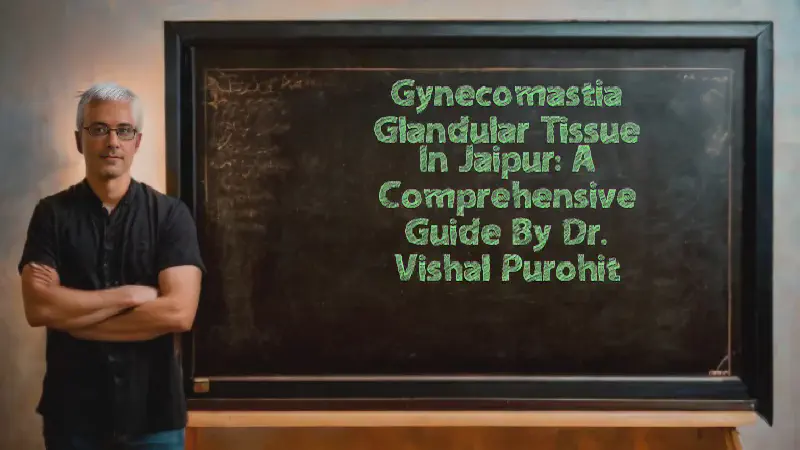 Gynecomastia
Glandular Tissue
In Jaipur: A
Comprehensive
Guide By Dr.
Vishal Purohit